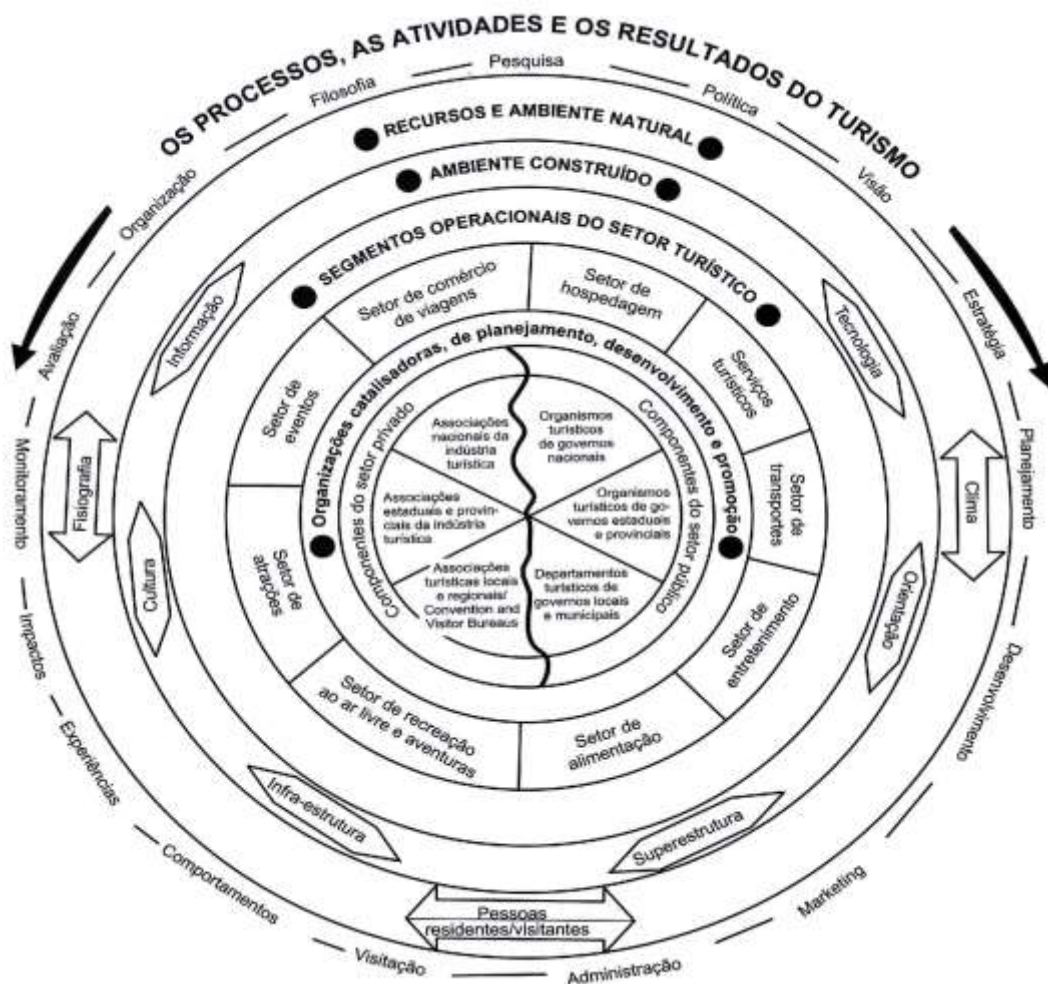 OS PROCESSOS, AS ATIVIDADES E OS RESULTADOS DO TURISMO
Pesquisa
Política
Visão
Estratégia
Planejamento
Desenvolvimento
Marketing
Administração
Visitação
Comportamentos
Experiências
Impactos
Monitoramento
Avaliação
Organização
Filosofia
RECURSOS E AMBIENTE NATURAL
Clima
Pessoas
residentes/visitantes
Fisiografia
AMBIENTE CONSTRUÍDO
Tecnologia
Orientação
Superestrutura
Infra-estrutura
Cultura
Informação
SEGMENTOS OPERACIONAIS DO SETOR TURÍSTICO
Setor de comércio
de viagens
Setor de
hospedagem
Serviços
turísticos
Setor de
transportes
Setor de
entretenimento
Setor de
alimentação
Setor de recreação
ao ar livre e aventuras
Setor de
atrações
Setor de
eventos
Organizações catalisadoras, de planejamento, desenvolvimento e promoção
Componentes do setor privado
Componentes do setor público
Associações
nacionais da
indústria
turística
Organismos
turísticos
de governos
nacionais
Associações
estaduais e provin-
ciais da indústria
turística
Organismos
turísticos de go-
vernos estaduais
e provinciais
Associações
turísticas locais
e regionais/
Convention and
Visitor Bureaus
Departamentos
turísticos de
governos locais
e municipais